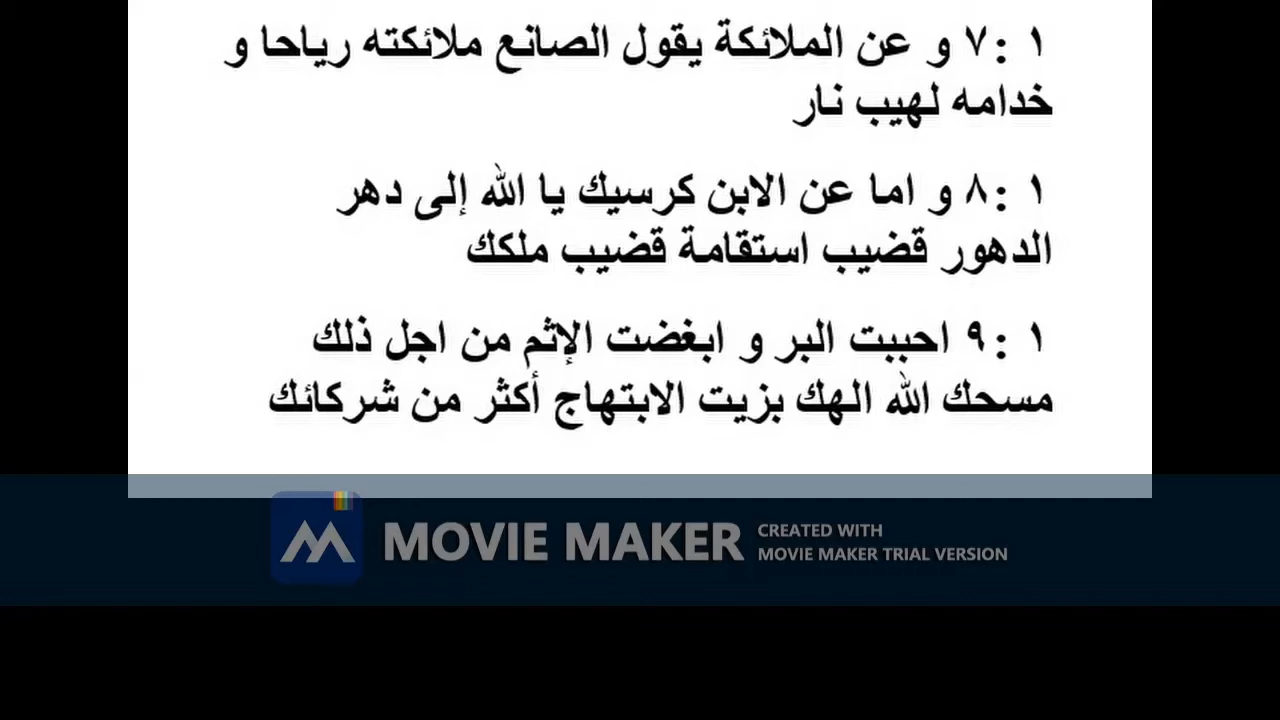 ١ :٧ و عن الملائكة يقول الصانع ملائكته رياحا و
خدامه لهيب نار
١ :٨ و اما عن الابن كرسيك يا الله إلى دهر
الدهور قضيب استقامة قضيب ملكك
١ :٩ احببت البر و ابغضت الإثم من اجل ذلك
مسحك الله الهك بزيت الابتهاج أكثر من شركائك
MOVIE MAKER
CREATED WITH
MOVIE MAKER TRIAL VERSION